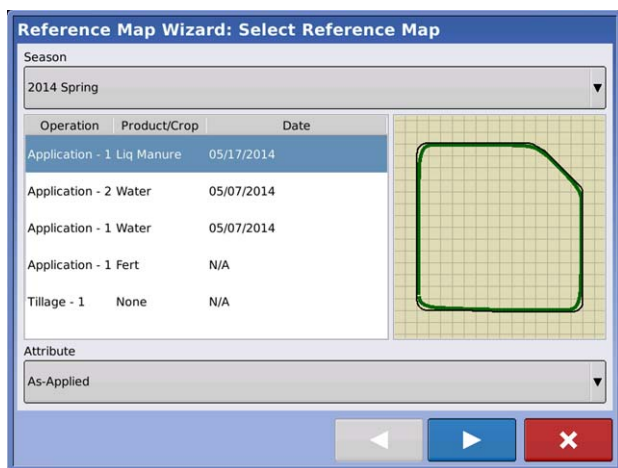 Reference Map Wizard: Select Reference Map
Season
2014 Spring
Operation Product/Crop Date
Application - 1 Liq Manure 05/17/2014
Application - 2 Water 05/07/2014
Application - 1 Water 05/07/2014
Application - 1 Fert N/A
Tillage - 1 None N/A
Attribute
As-Applied